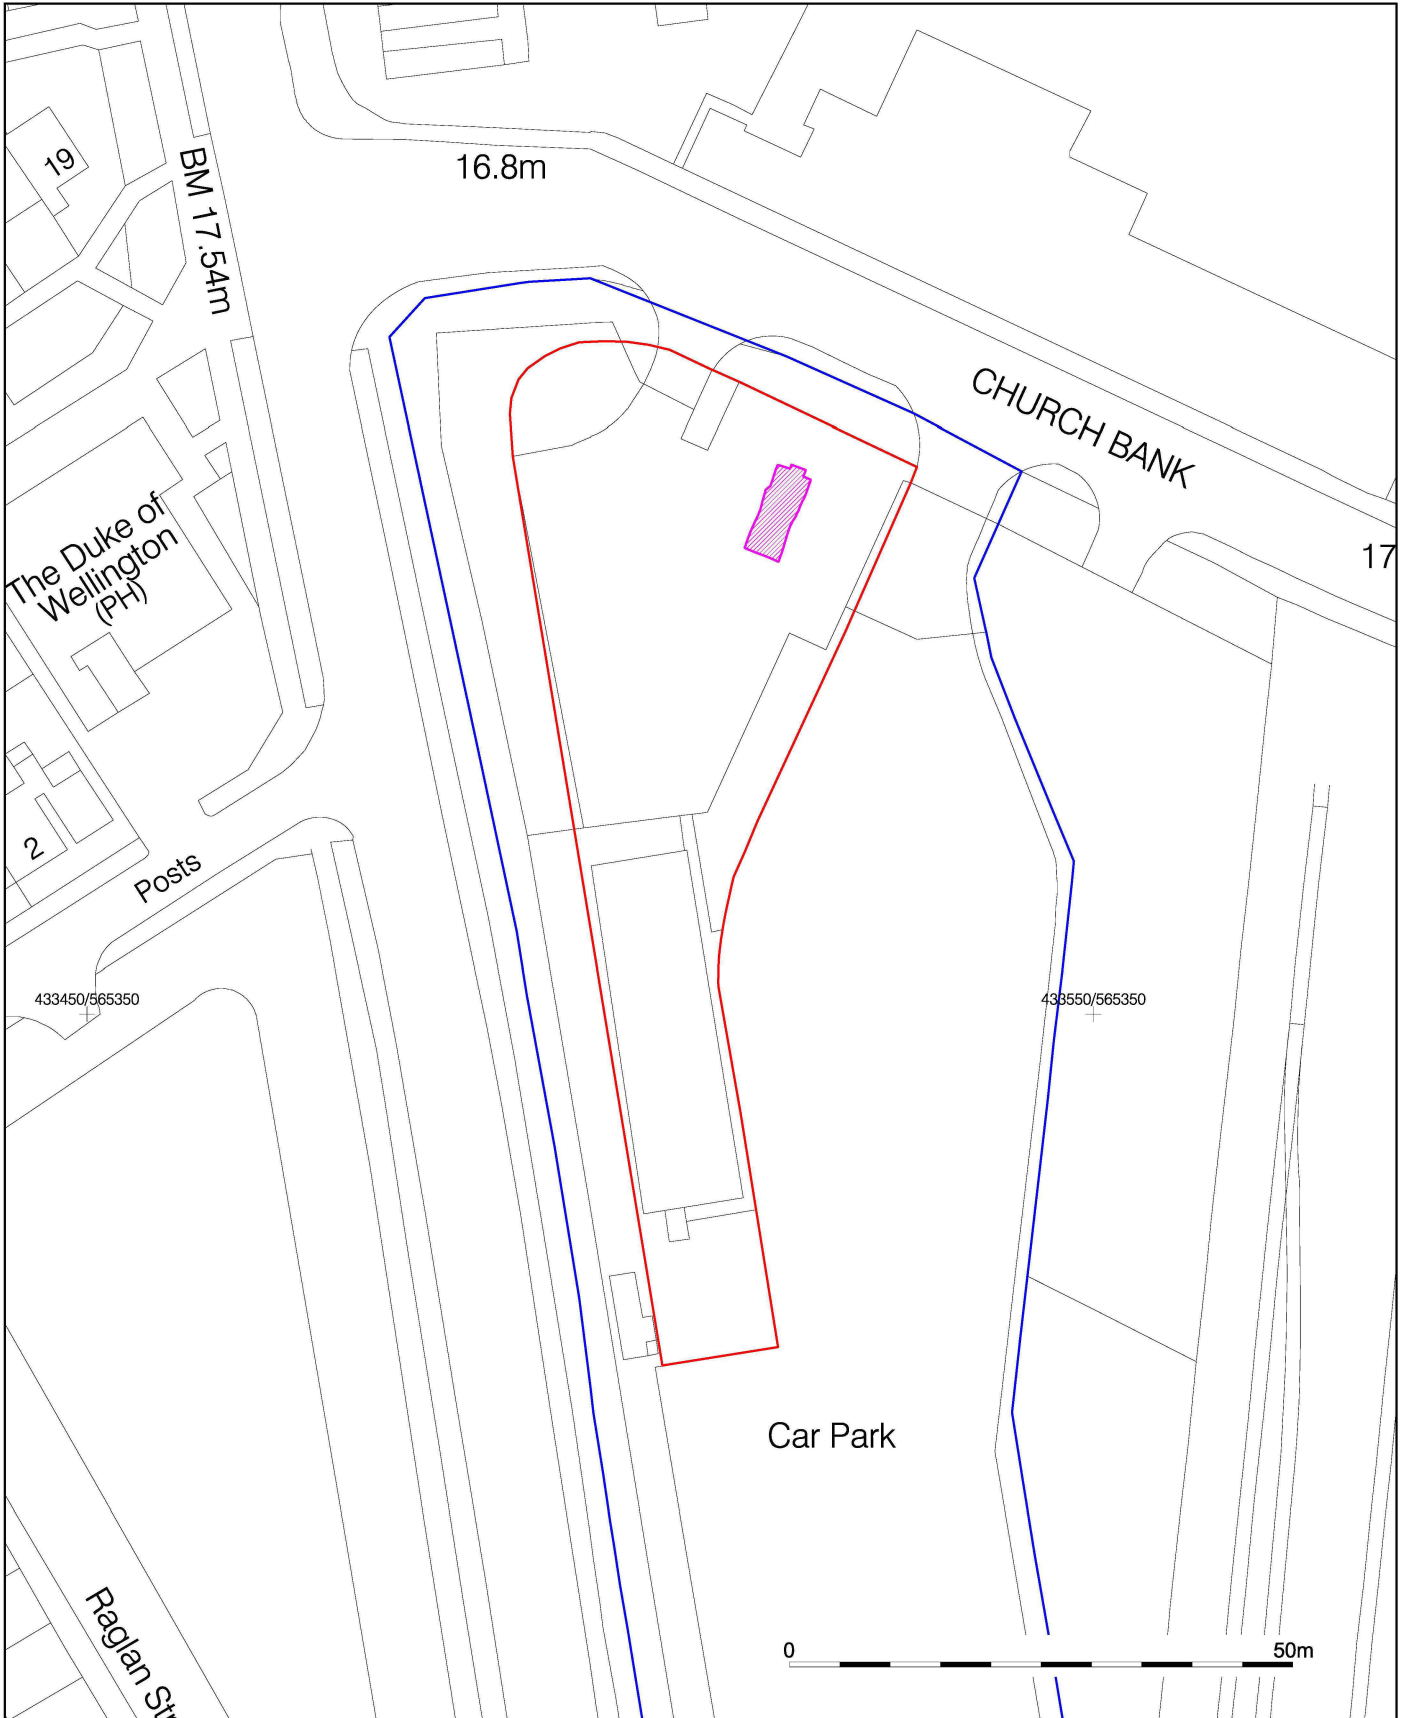 19
BM 17.54m
16.8m
CHURCH BANK
17
The Duke of
Wellington
(PH)
2
Posts
433450/565350
433550/565350
Car Park
Raglan
0
50m